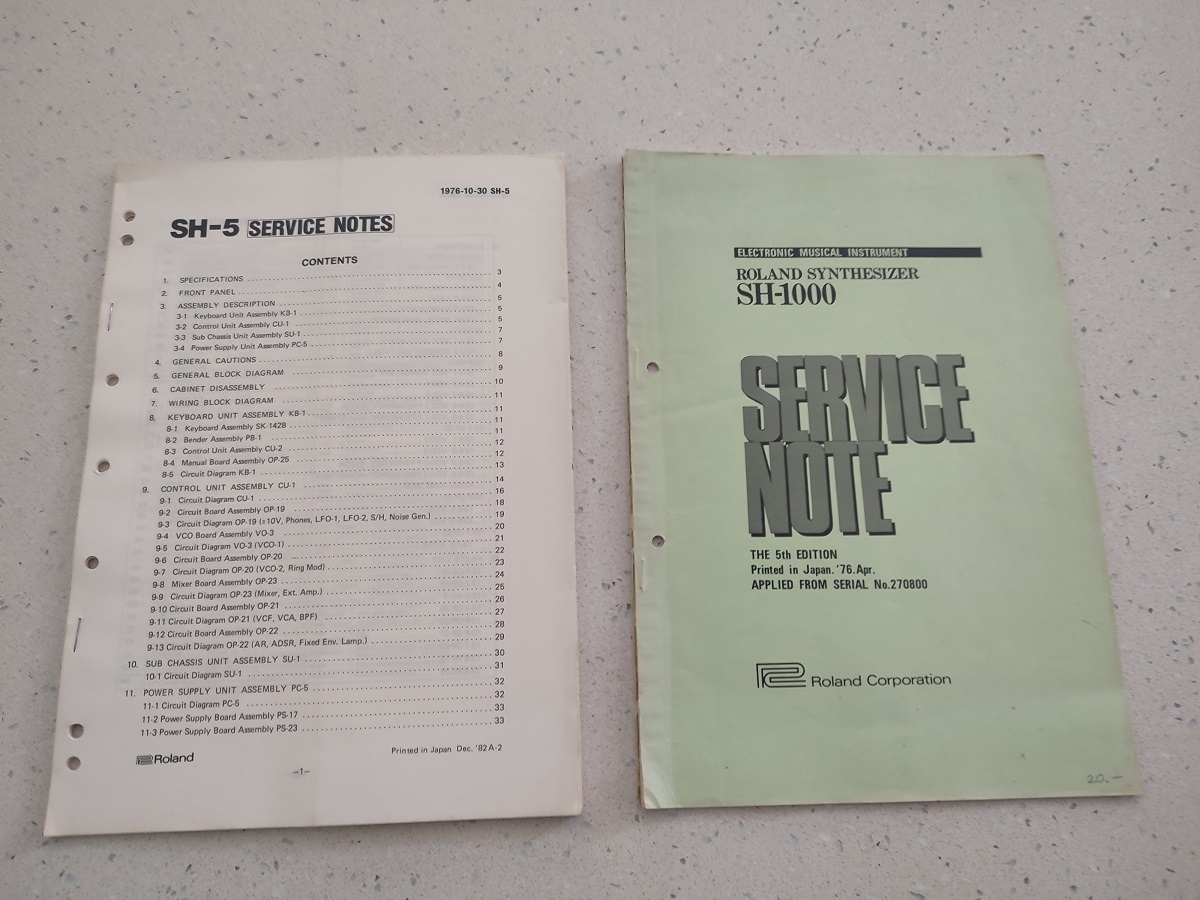 1976-10-30 SH-5
SH-5 SERVICE NOTES
CONTENTS
1. SPECIFICATIONS 3
2. FRONT PANEL 4
3. ASSEMBLY DESCRIPTION 5
3-1 Keyboard Unit Assembly KB-1 5
3-2 Control Unit Assembly CU-1 6
3-3 Sub Chassis Unit Assembly SU-1 7
3-4 Power Supply Unit Assembly PC-5 7
4. GENERAL CAUTIONS 8
5. GENERAL BLOCK DIAGRAM 9
6. CABINET DISASSEMBLY 10
7. WIRING BLOCK DIAGRAM 11
8. KEYBOARD UNIT ASSEMBLY KB-1 11
8-1 Keyboard Assembly SK-142B 11
8-2 Bender Assembly PB-1 11
8-3 Control Unit Assembly CU-2 12
8-4 Manual Board Assembly OP-25 12
8-5 Circuit Diagram KB-1 13
9. CONTROL UNIT ASSEMBLY CU-1 14
9-1 Circuit Diagram CU-1 16
9-2 Circuit Board Assembly OP-19 18
9-3 Circuit Diagram OP-19 (±10V, Phones, LFO-1, LFO-2, S/H, Noise Gen.) 19
9-4 VCO Board Assembly VO-3 20
9-5 Circuit Diagram VO-3 (VCO-1) 21
9-6 Circuit Board Assembly OP-20 22
9-7 Circuit Diagram OP-20 (VCO-2, Ring Mod) 23
9-8 Mixer Board Assembly OP-23 24
9-9 Circuit Diagram OP-23 (Mixer, Ext. Amp.) 25
9-10 Circuit Board Assembly OP-21 26
9-11 Circuit Diagram OP-21 (VCF, VCA, BPF) 27
9-12 Circuit Board Assembly OP-22 28
9-13 Circuit Diagram OP-22 (AR, ADSR, Fixed Env. Lamp.) 29
10. SUB CHASSIS UNIT ASSEMBLY SU-1 30
10-1 Circuit Diagram SU-1 31
11. POWER SUPPLY UNIT ASSEMBLY PC-5 32
11-1 Circuit Diagram PC-5 32
11-2 Power Supply Board Assembly PS-17 33
11-3 Power Supply Board Assembly PS-23 33
Roland
Printed in Japan Dec. '82 A-2
-1-
ELECTRONIC MUSICAL INSTRUMENT
ROLAND SYNTHESIZER
SH-1000
SERVICE
NOTE
THE 5th EDITION
Printed in Japan.'76.Apr.
APPLIED FROM SERIAL No.270800
Roland Corporation
20.-